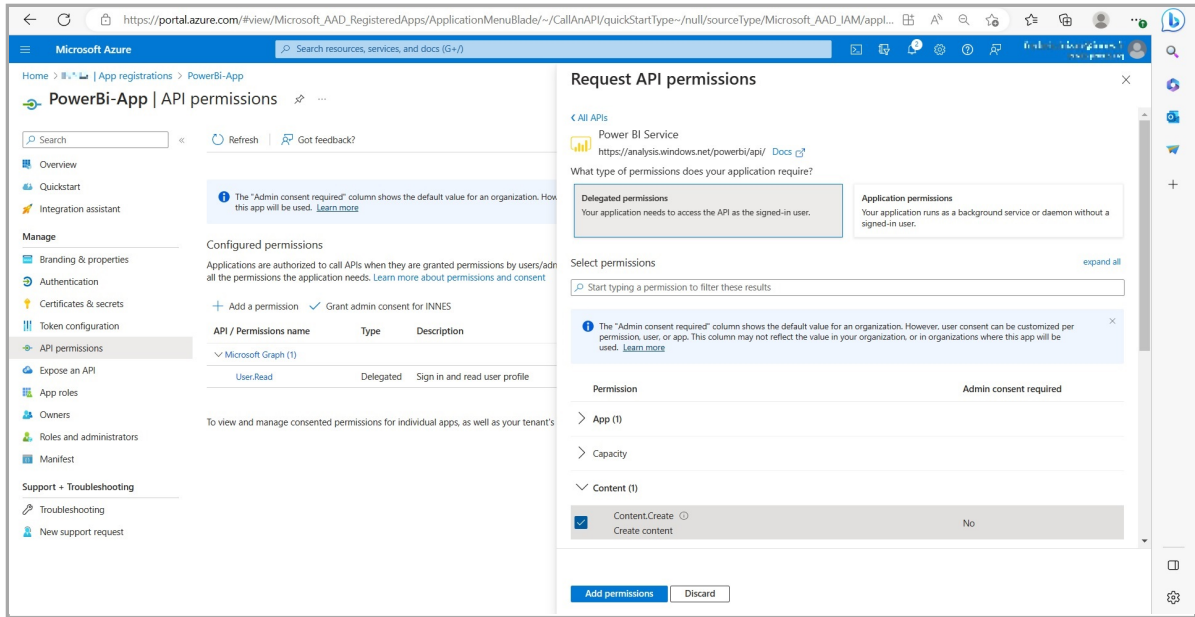 https://portal.azure.com/#view/Microsoft_AAD_RegisteredApps/ApplicationMenuBlade/~/CallAnAPI/quickStartType~/null/sourceType/Microsoft_AAD_IAM/appl...
Microsoft Azure
Search resources, services, and docs (G+/)
2
Home > | App registrations > PowerBi-App
PowerBi-App | API permissions
Search
Refresh
Got feedback?
Overview
Quickstart
Integration assistant
Manage
Branding & properties
Authentication
Certificates & secrets
Token configuration
API permissions
Expose an API
App roles
Owners
Roles and administrators
Manifest
Support + Troubleshooting
Troubleshooting
New support request
The "Admin consent required" column shows the default value for an organization. How
this app will be used. Learn more
Configured permissions
Applications are authorized to call APIs when they are granted permissions by users/adm
all the permissions the application needs. Learn more about permissions and consent
Add a permission
Grant admin consent for INNES
API / Permissions name Type Description
Microsoft Graph (1)
User.Read Delegated Sign in and read user profile
To view and manage consented permissions for individual apps, as well as your tenant's
Request API permissions
All APIs
Power BI Service
https://analysis.windows.net/powerbi/api/ Docs
What type of permissions does your application require?
Delegated permissions
Your application needs to access the API as the signed-in user.
Application permissions
Your application runs as a background service or daemon without a
signed-in user.
Select permissions
expand all
Start typing a permission to filter these results
The "Admin consent required" column shows the default value for an organization. However, user consent can be customized per
permission, user, or app. This column may not reflect the value in your organization, or in organizations where this app will be
used. Learn more
Permission Admin consent required
App (1)
Capacity
Content (1)
Content.Create
Create content
No
Add permissions
Discard